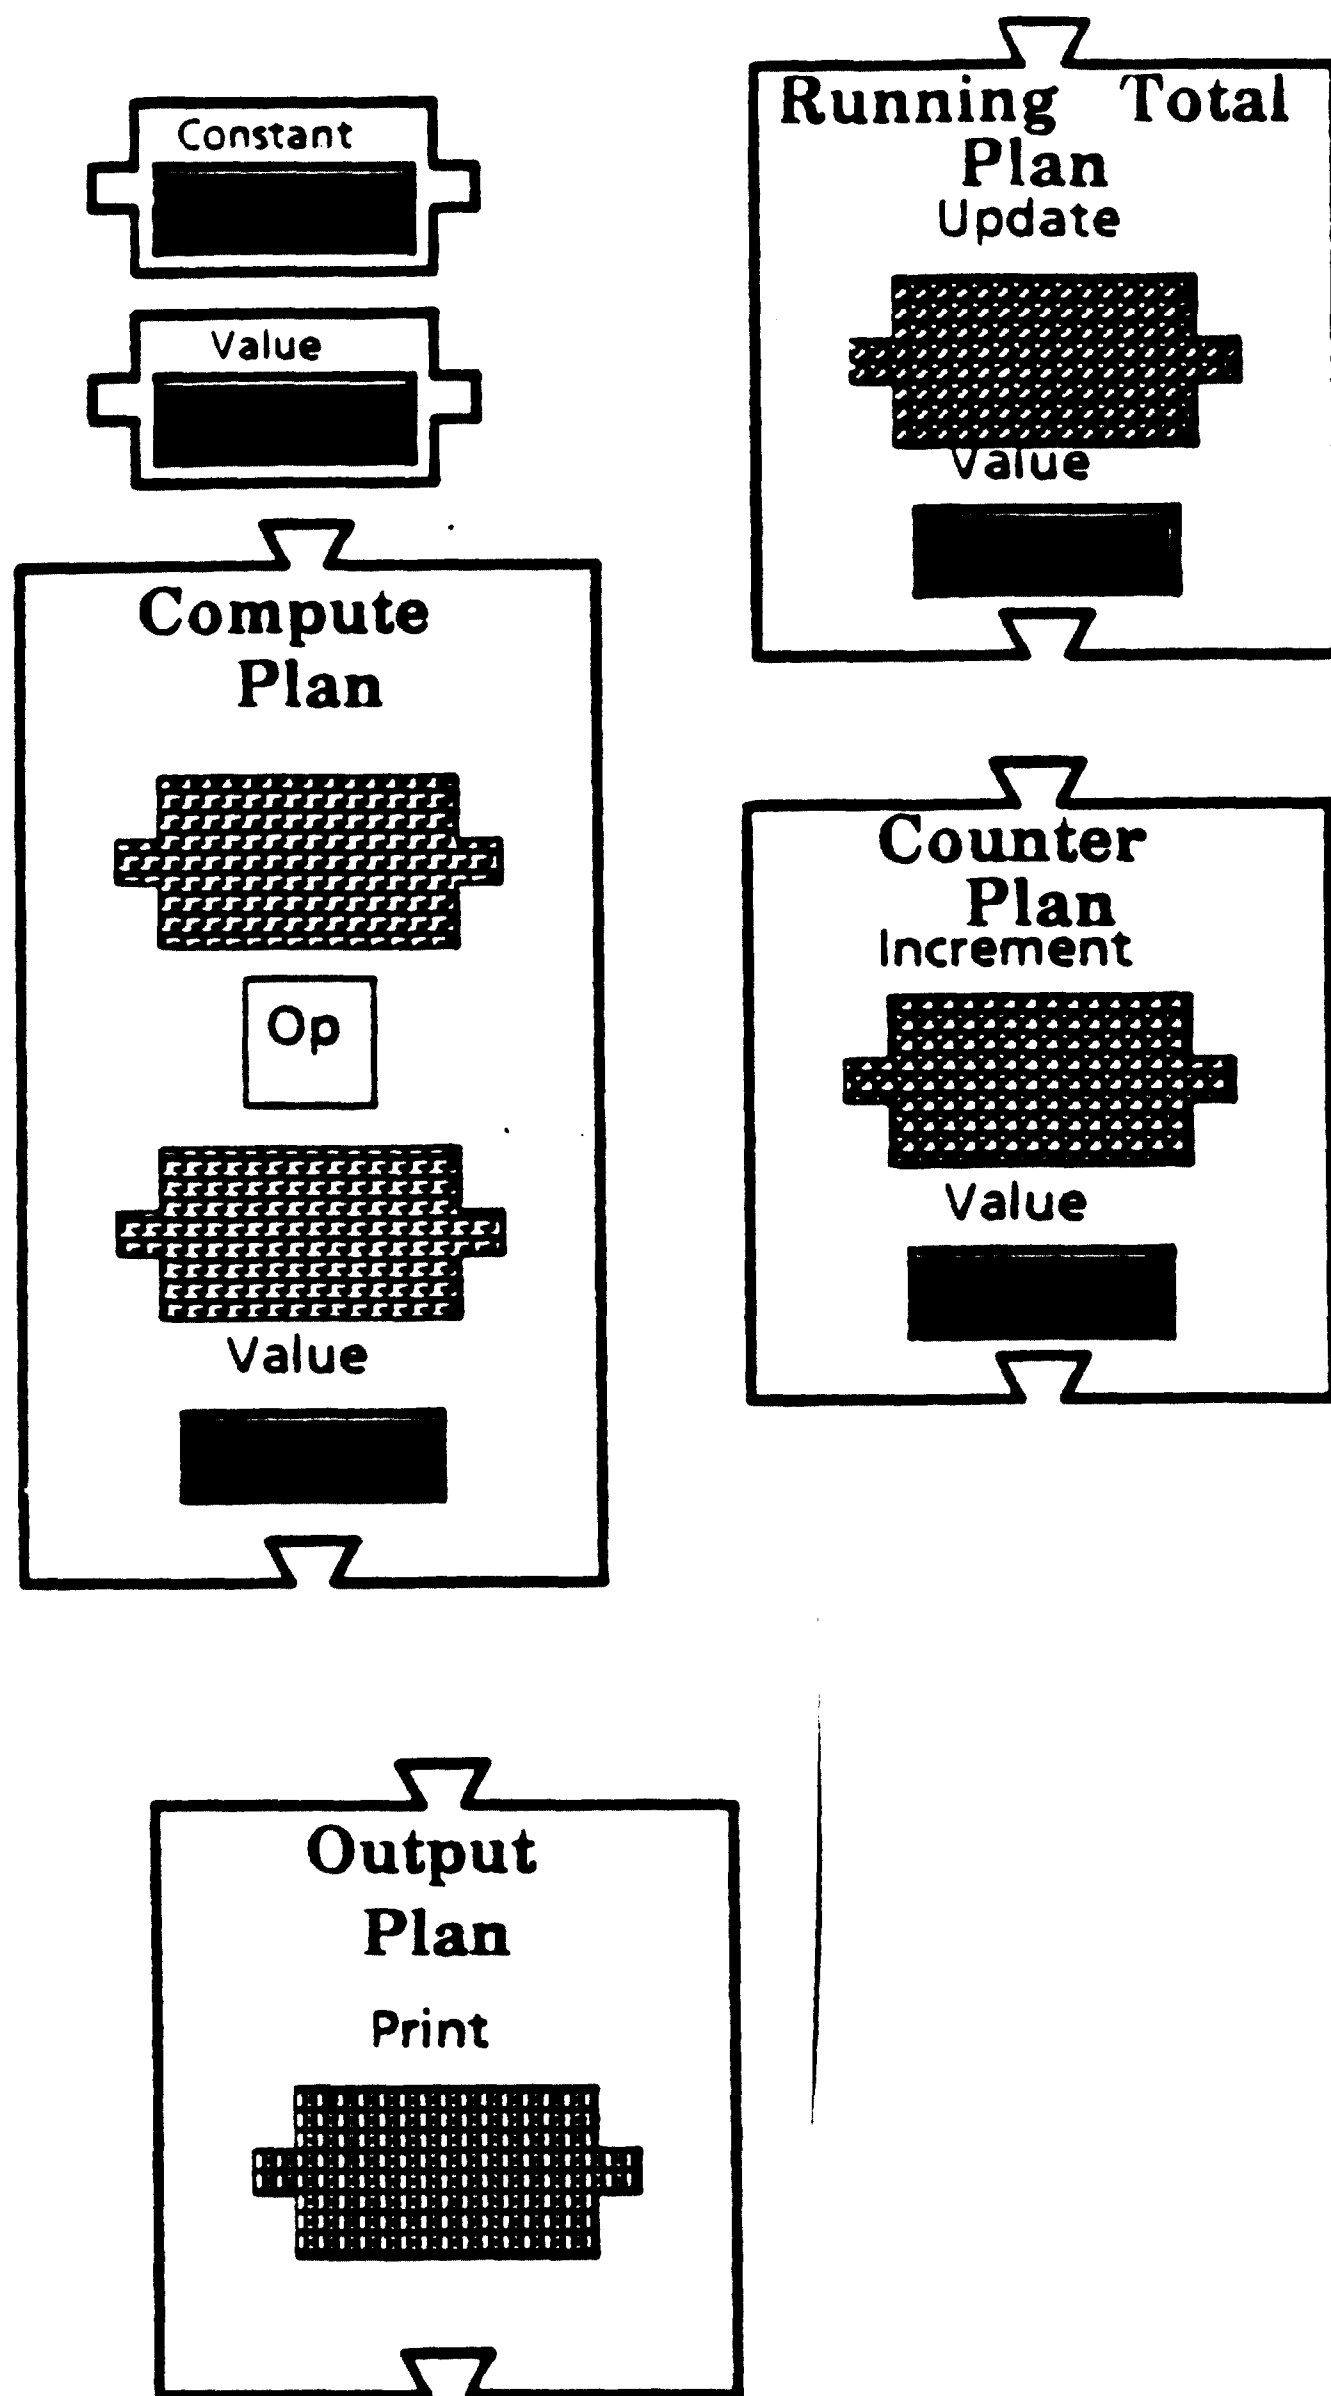 Constant
Value
Compute
Plan
Op
Value
Running Total
Plan
Update
Value
Counter
Plan
Increment
Value
Output
Plan
Print